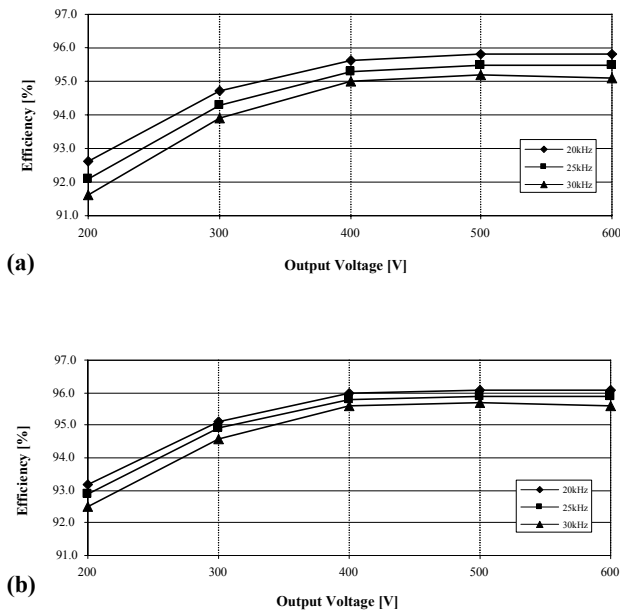 97.0
96.0
95.0
94.0
93.0
92.0
91.0
Efficiency [%]
20kHz
25kHz
30kHz
200 300 400 500 600
(a)
Output Voltage [V]
97.0
96.0
95.0
94.0
93.0
92.0
91.0
Efficiency [%]
20kHz
25kHz
30kHz
200 300 400 500 600
(b)
Output Voltage [V]